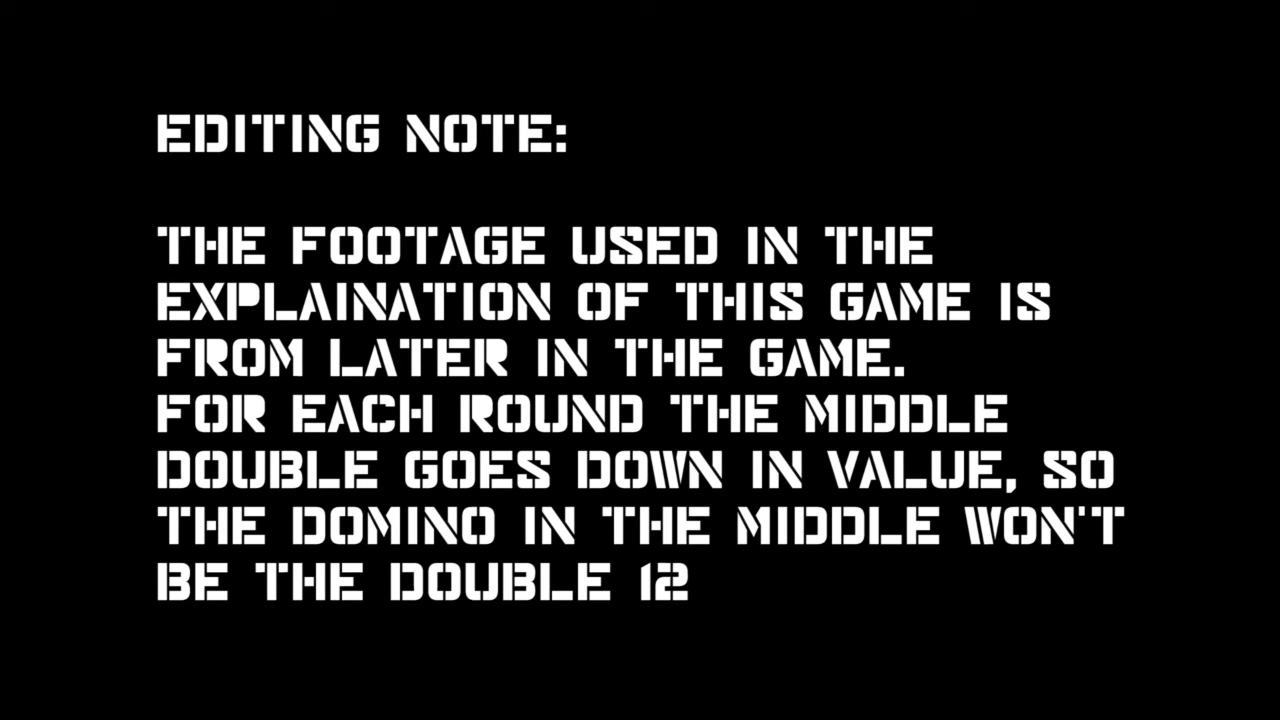 EDITING NOTE:
THE FOOTAGE USED IN THE
EXPLAINATION OF THIS GAME IS
FROM LATER IN THE GAME.
FOR EACH ROUND THE MIDDLE
DOUBLE GOES DOWN IN VALUE, SO
THE DOMINO IN THE MIDDLE WON'T
BE THE DOUBLE 12